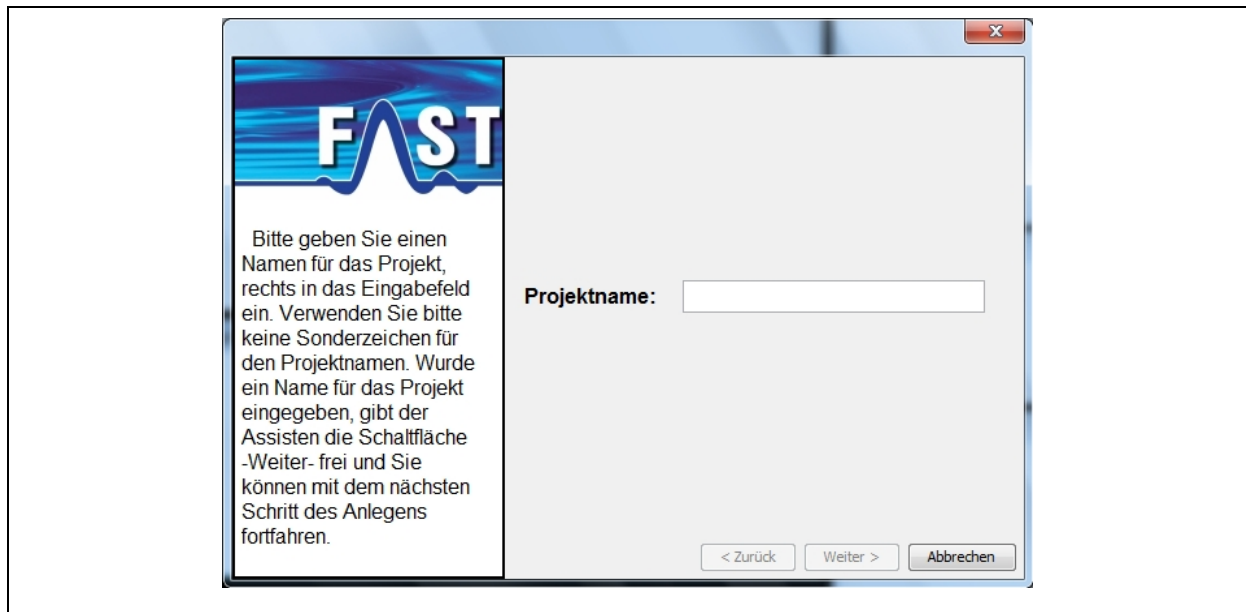 FAST
Bitte geben Sie einen
Namen für das Projekt,
rechts in das Eingabefeld
ein. Verwenden Sie bitte
keine Sonderzeichen für
den Projektnamen. Wurde
ein Name für das Projekt
eingegeben, gibt der
Assisten die Schaltfläche
-Weiter- frei und Sie
können mit dem nächsten
Schritt des Anlegens
fortfahren.
Projektname:
< Zurück Weiter > Abbrechen